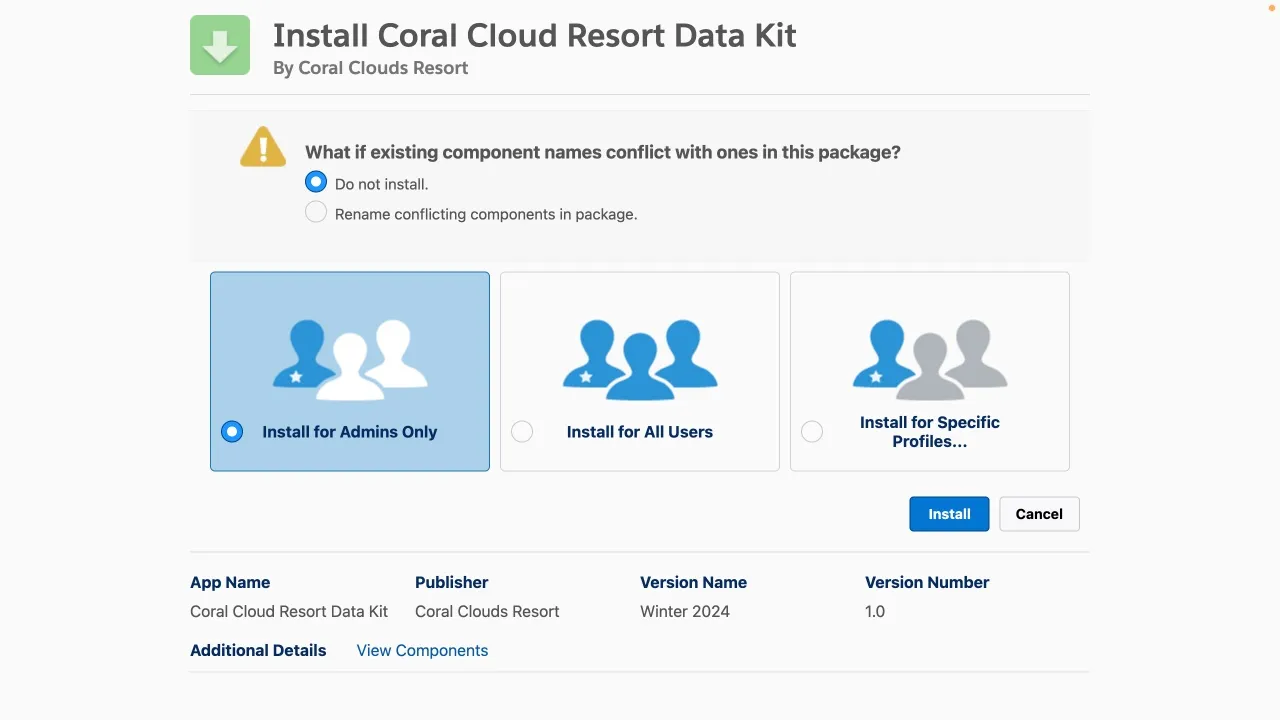 Install Coral Cloud Resort Data Kit
By Coral Clouds Resort
What if existing component names conflict with ones in this package?
Do not install.
Rename conflicting components in package.
Install for Admins Only
Install for All Users
Install for Specific
Profiles...
Install
Cancel
App Name
Publisher
Version Name
Version Number
Coral Cloud Resort Data Kit
Coral Clouds Resort
Winter 2024
1.0
Additional Details
View Components